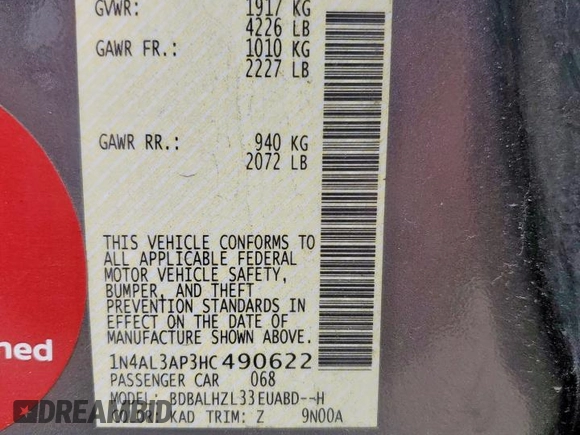 GVWR: 1917 KG
4226 LB
GAWR FR.: 1010 KG
2227 LB
GAWR RR.: 940 KG
2072 LB
THIS VEHICLE CONFORMS TO
ALL APPLICABLE FEDERAL
MOTOR VEHICLE SAFETY,
BUMPER, AND THEFT
PREVENTION STANDARDS IN
EFFECT ON THE DATE OF
MANUFACTURE SHOWN ABOVE.
1N4AL3AP3HC490622
PASSENGER CAR 068
MODEL: BDBALHZL33EUABD--H
COLOR: KAD TRIM: Z 9N00A
ned
DREAMBID